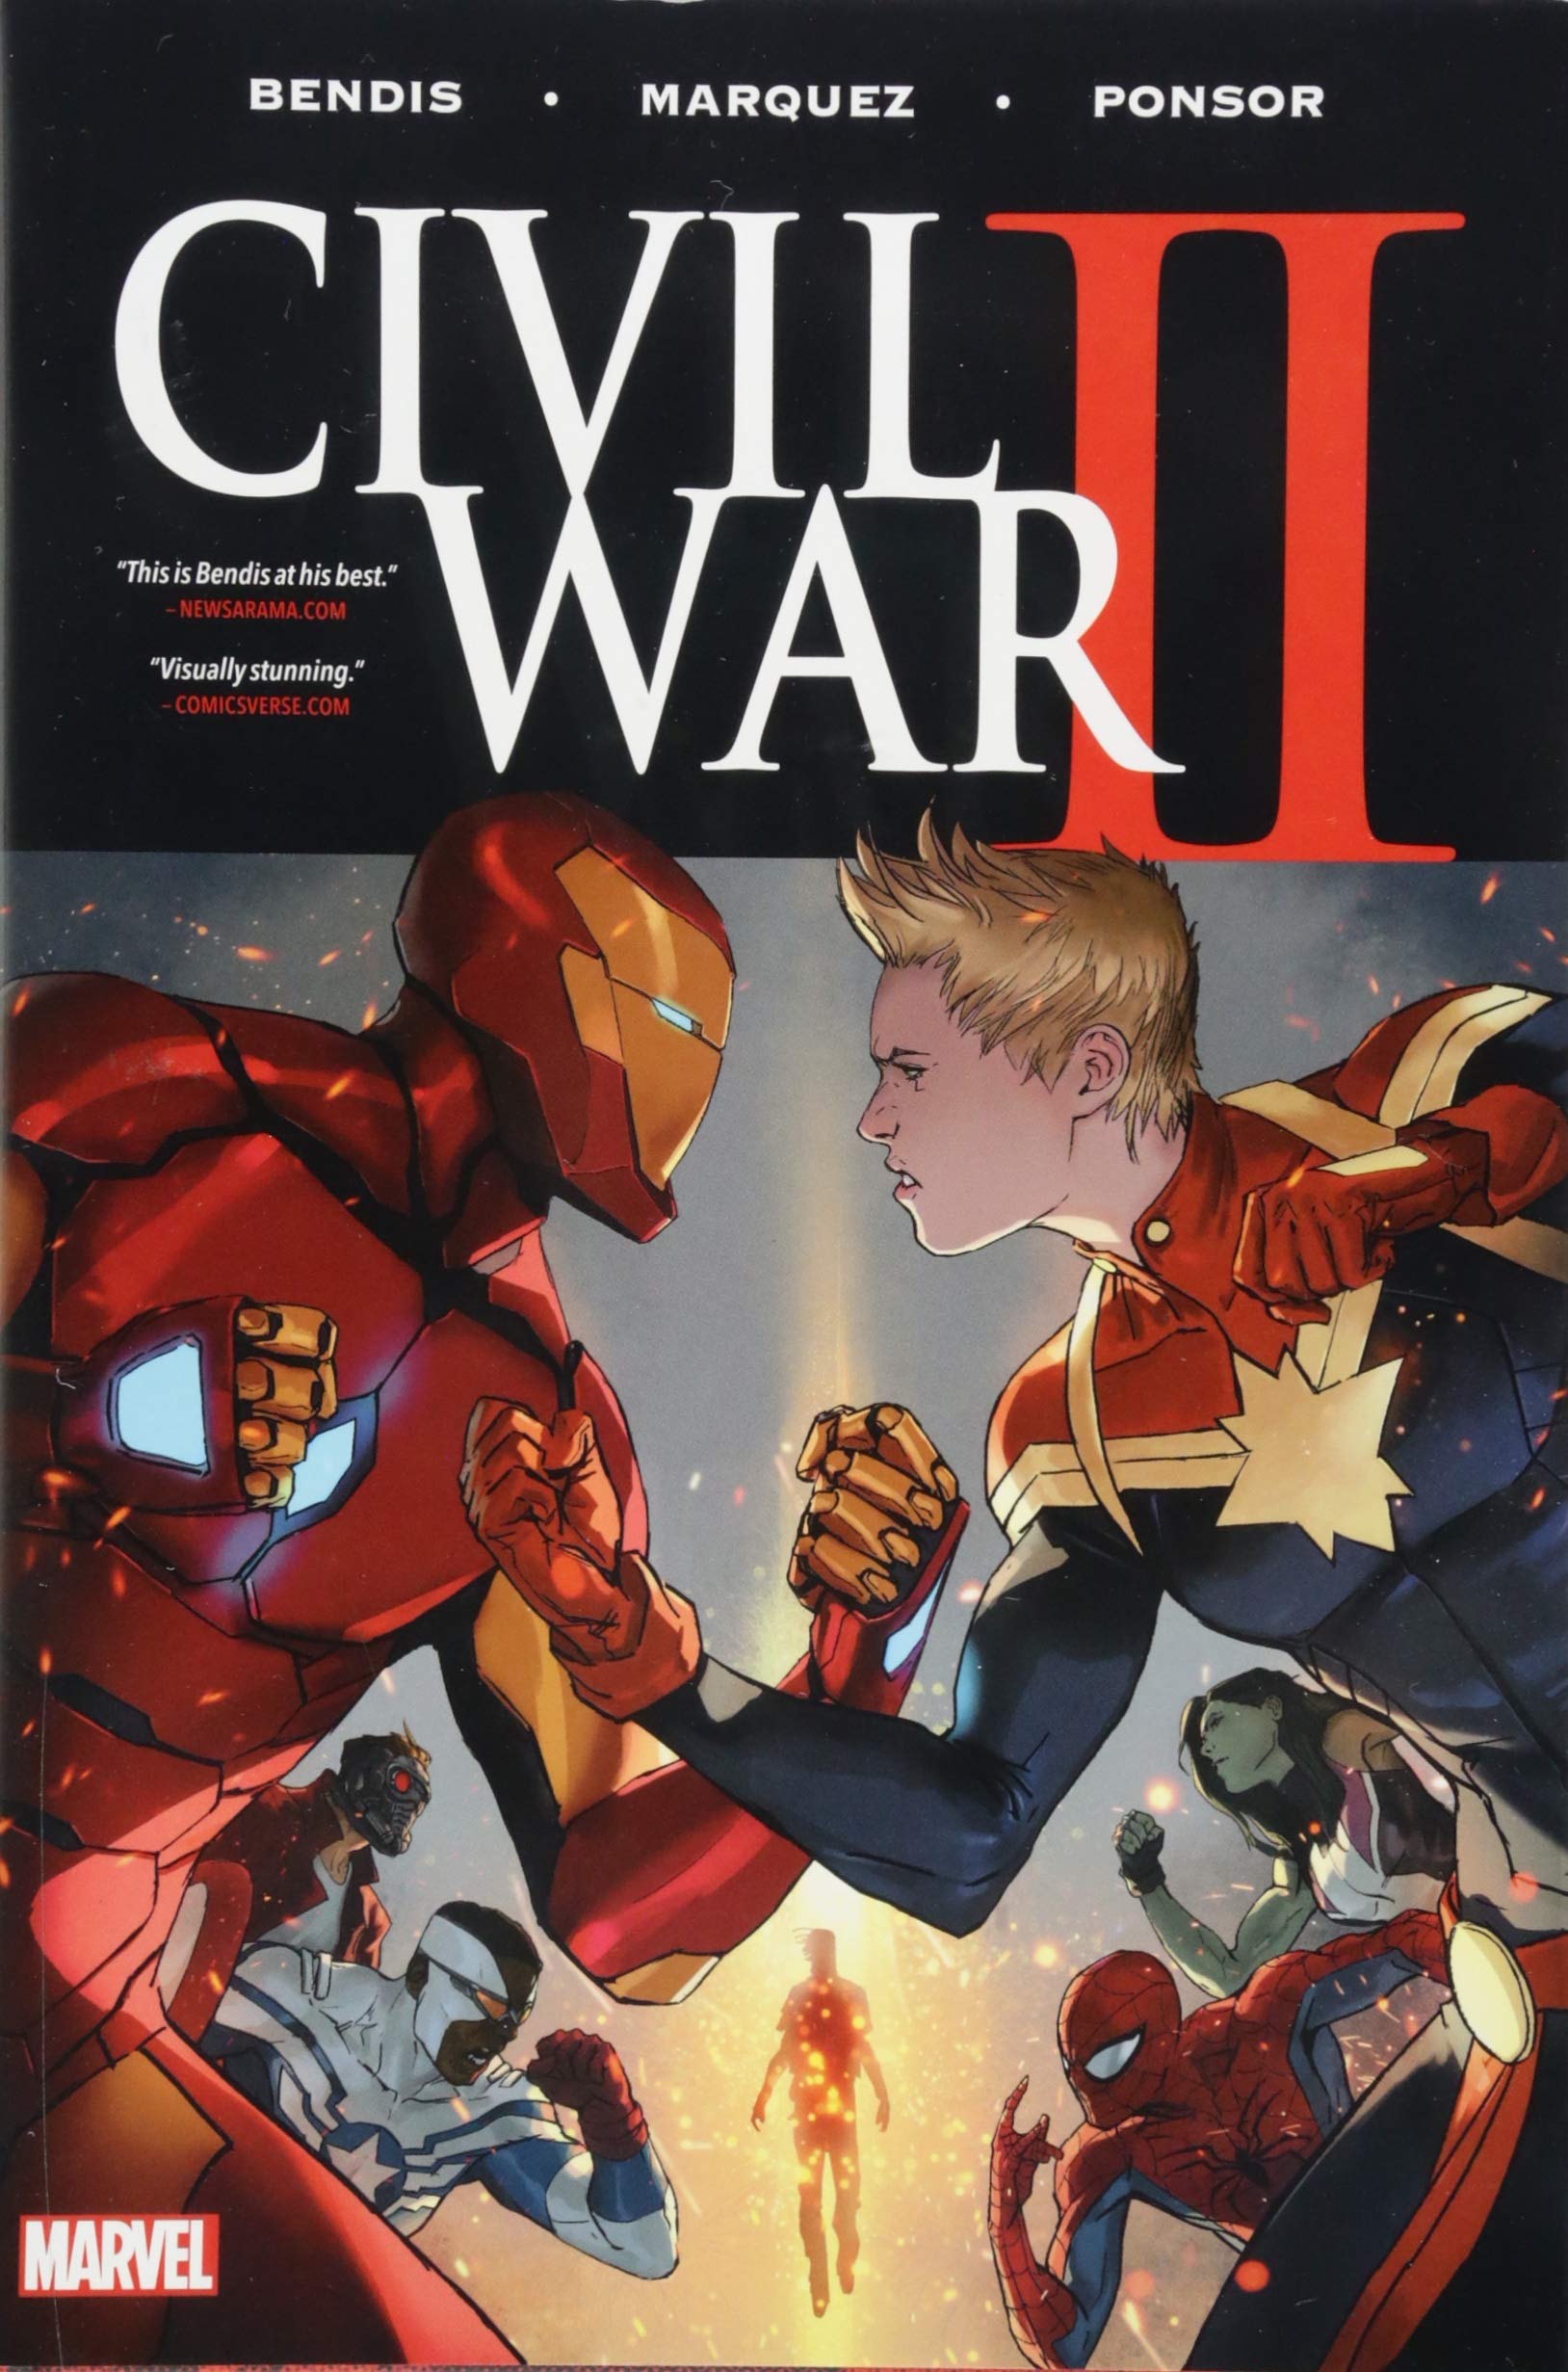 BENDIS • MARQUEZ • PONSOR
CIVIL II
WAR
“This is Bendis at his best.”
– NEWSARAMA.COM
“Visually stunning.”
– COMICSVERSE.COM
MARVEL